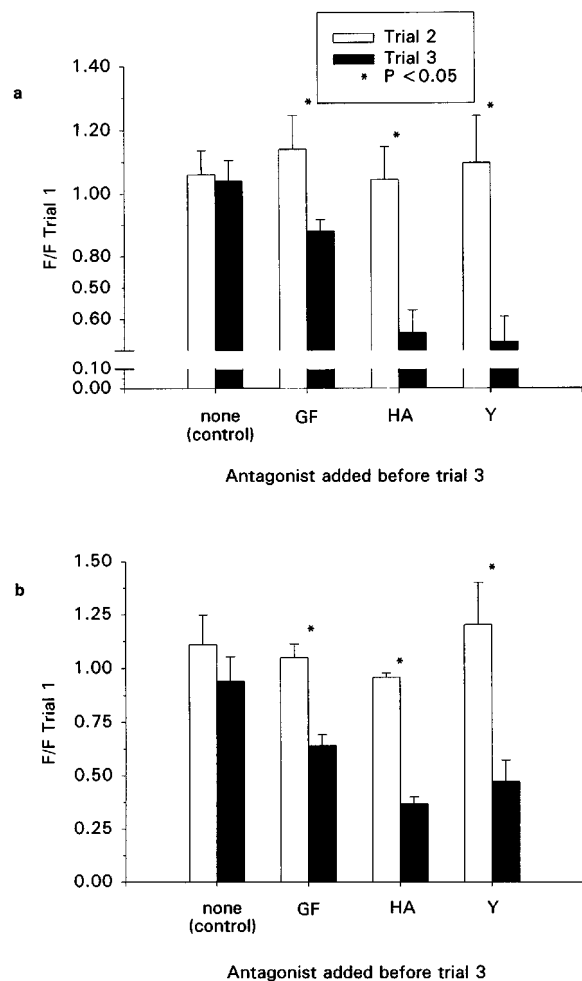 Trial 2
Trial 3
* P <0.05
a
1.40
1.20
1.00
0.80
0.50
0.60
0.10
0.00
F/F Trial 1
* * *
none
(control)
GF
HA
Y
Antagonist added before trial 3
b
1.50
1.25
1.00
0.75
0.50
0.25
0.00
F/F Trial 1
* * *
none
(control)
GF
HA
Y
Antagonist added before trial 3